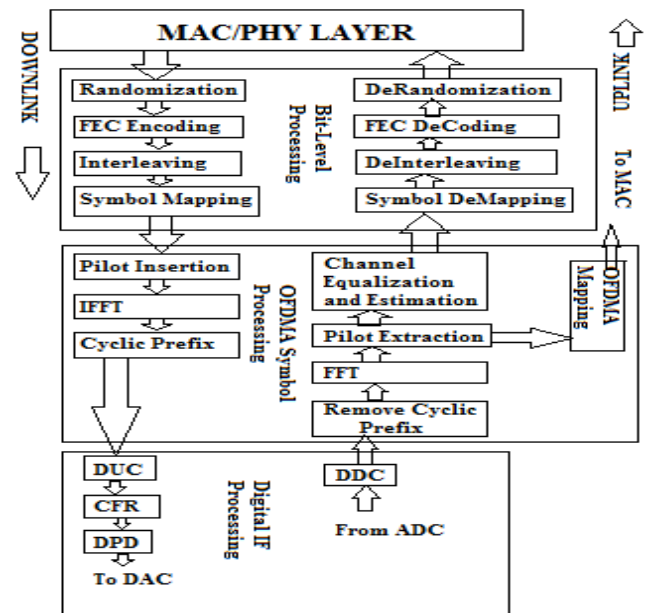 MAC/PHY LAYER
DOWNLINK
UPLINK
To MAC
Randomization
FEC Encoding
Interleaving
Symbol Mapping
Bit-Level
Processing
DeRandomization
FEC DeCoding
DeInterleaving
Symbol DeMapping
Pilot Insertion
IFFT
Cyclic Prefix
OFDMA Symbol
Processing
Channel
Equalization
and Estimation
Pilot Extraction
FFT
Remove Cyclic
Prefix
OFDMA
Mapping
DUC
CFR
DPD
To DAC
Digital IF
Processing
DDC
From ADC